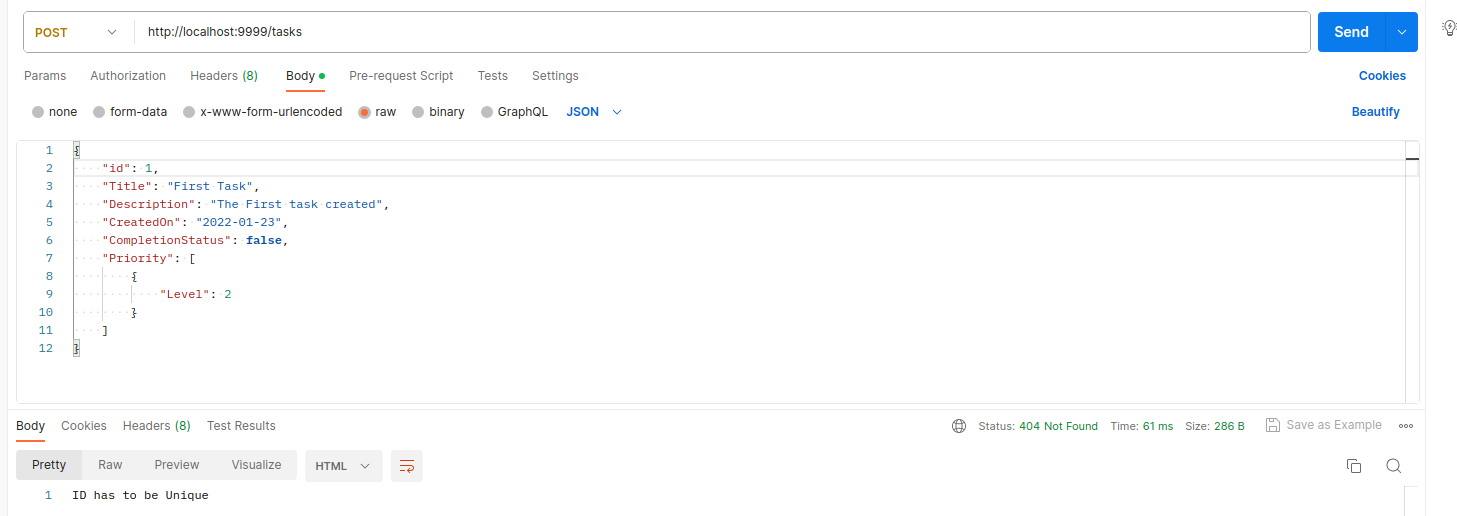 POST http://localhost:9999/tasks Send
Params Authorization Headers (8) Body Pre-request Script Tests Settings Cookies
none form-data x-www-form-urlencoded raw binary GraphQL JSON Beautify
1 {
2 "id": 1,
3 "Title": "First Task",
4 "Description": "The First task created",
5 "CreatedOn": "2022-01-23",
6 "CompletionStatus": false,
7 "Priority": [
8 {
9 "Level": 2
10 }
11 ]
12 }
Body Cookies Headers (8) Test Results Status: 404 Not Found Time: 61 ms Size: 286 B Save as Example
Pretty Raw Preview Visualize HTML
1 ID has to be Unique